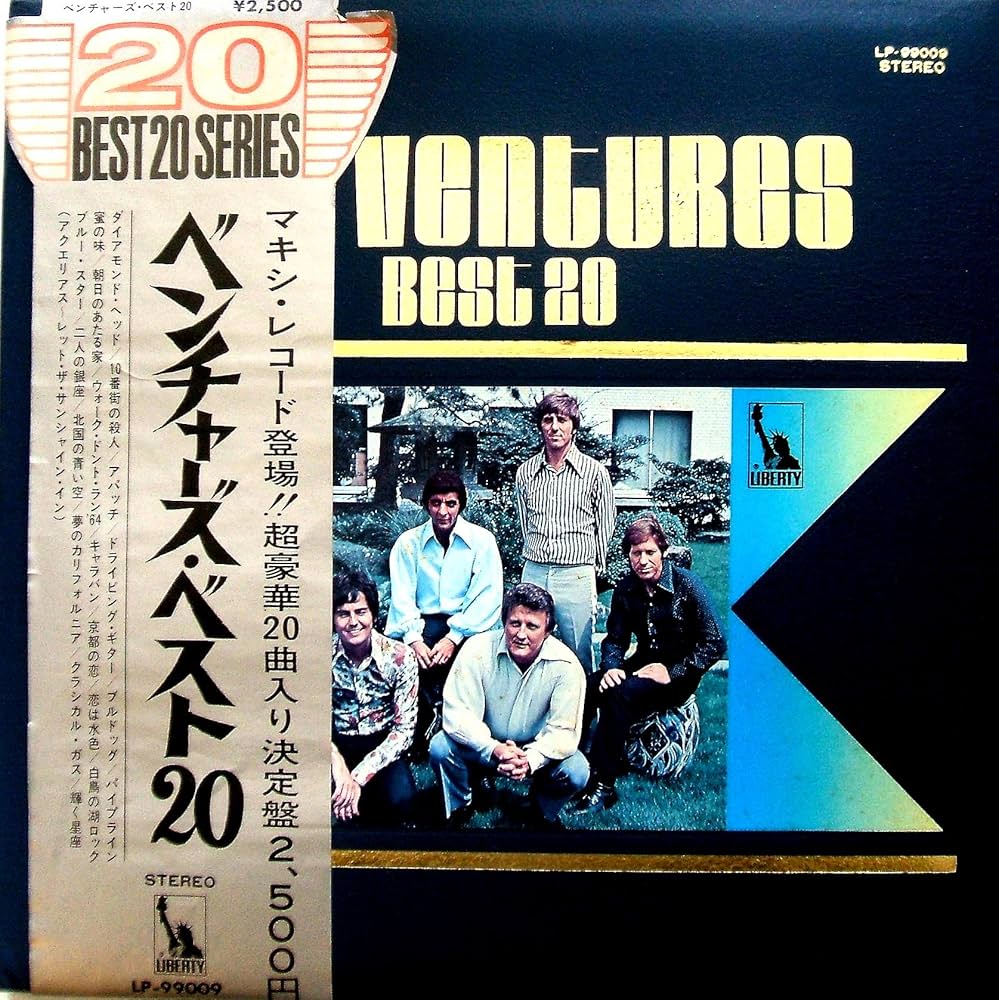 ベンチャーズ・ベスト20 ¥2,500
20
BEST20 SERIES
LP-99009
STEREO
VENTURES
BEST 20
マキシ・レコード登場!!超豪華20曲入り決定盤2,500円
ベンチャーズ・ベスト20
ダイアモンド・ヘッド/10番街の殺人/アパッチ ドライビング・ギター/ブルドッグ/パイプライン
蜜の味/朝日のあたる家/ウォーク・ドント・ラン'64/キャラバン/京都の恋/恋は水色/白鳥の湖ロック
ブルー・スター/二人の銀座/北国の青い空/夢のカリフォルニア/クラシカル・ガス/輝く星座
(アクエリアス〜レット・ザ・サンシャイン・イン)
STEREO
LIBERTY
LP-99009
LIBERTY